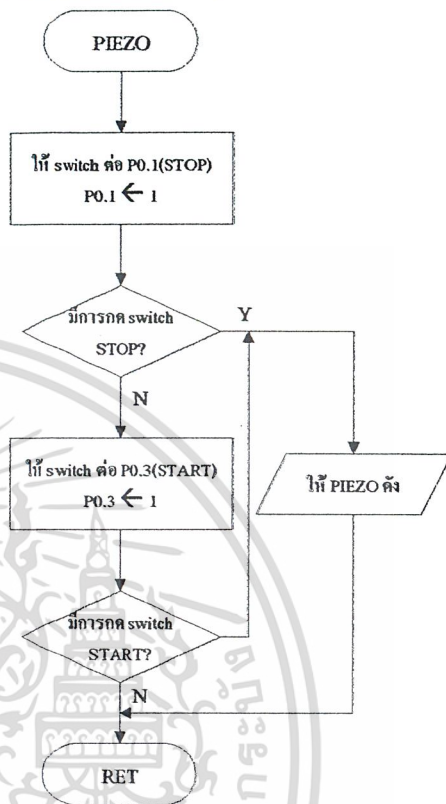 PIEZO
ให้ switch ต่อ P0.1(STOP)
P0.1 ← 1
มีการกด switch
STOP?
Y
N
ให้ switch ต่อ P0.3(START)
P0.3 ← 1
ให้ PIEZO ดัง
มีการกด switch
START?
N
RET